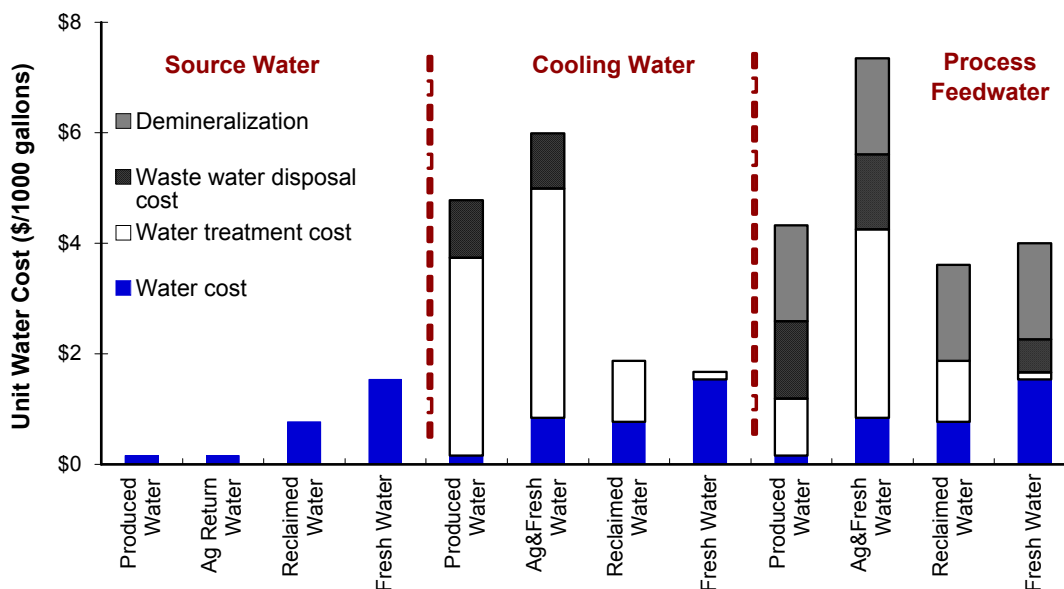 $8
$6
$4
$2
$0
Unit Water Cost ($/1000 gallons)
Source Water
Cooling Water
Process
Feedwater
Demineralization
Waste water disposal
cost
Water treatment cost
Water cost
Produced
Water
Ag Return
Water
Reclaimed
Water
Fresh Water
Produced
Water
Ag&Fresh
Water
Reclaimed
Water
Fresh Water
Produced
Water
Ag&Fresh
Water
Reclaimed
Water
Fresh Water